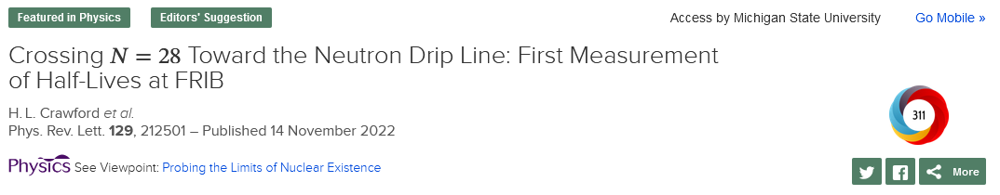 Featured in Physics Editors' Suggestion Access by Michigan State University Go Mobile »
Crossing N = 28 Toward the Neutron Drip Line: First Measurement
of Half-Lives at FRIB
H. L. Crawford et al.
Phys. Rev. Lett. 129, 212501 – Published 14 November 2022
311
Physics See Viewpoint: Probing the Limits of Nuclear Existence
More